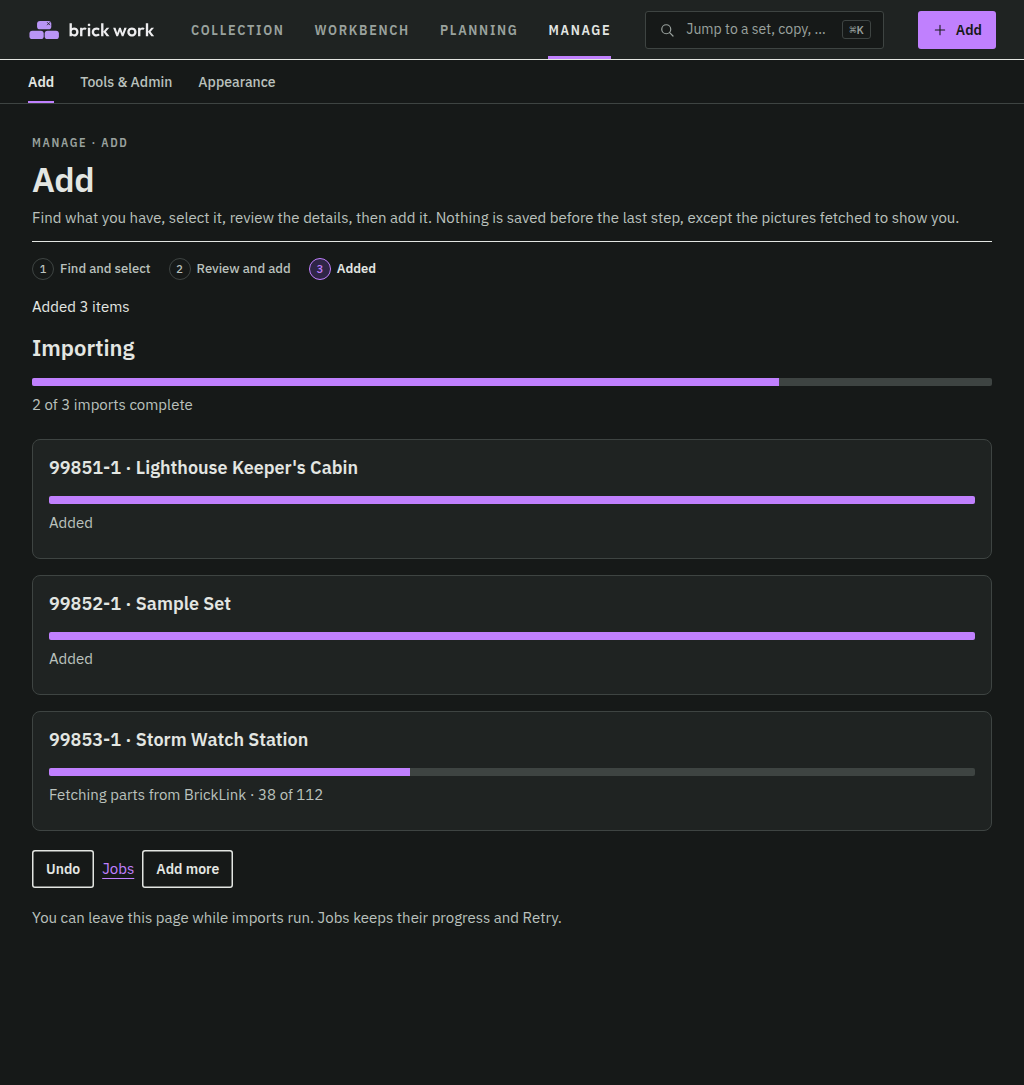 brick work
COLLECTION
WORKBENCH
PLANNING
MANAGE
Jump to a set, copy, ...
⌘K
+ Add
Add
Tools & Admin
Appearance
MANAGE · ADD
Add
Find what you have, select it, review the details, then add it. Nothing is saved before the last step, except the pictures fetched to show you.
1 Find and select
2 Review and add
3 Added
Added 3 items
Importing
2 of 3 imports complete
99851-1 · Lighthouse Keeper's Cabin
Added
99852-1 · Sample Set
Added
99853-1 · Storm Watch Station
Fetching parts from BrickLink · 38 of 112
Undo
Jobs
Add more
You can leave this page while imports run. Jobs keeps their progress and Retry.